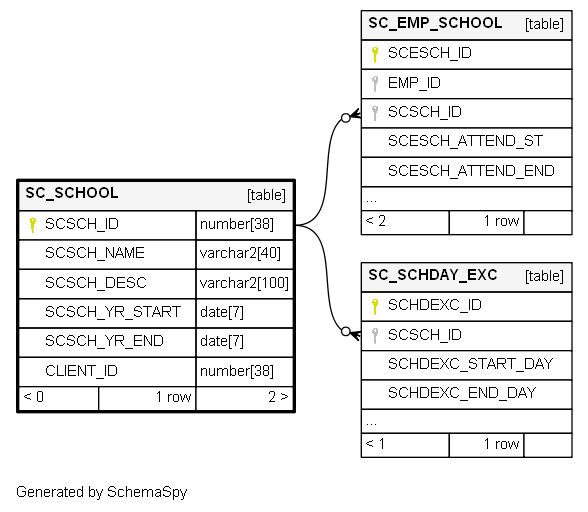 SC_EMP_SCHOOL [table]
SCESCH_ID
EMP_ID
SCSCH_ID
SCESCH_ATTEND_ST
SCESCH_ATTEND_END
...
< 2 1 row
SC_SCHOOL [table]
SCSCH_ID number[38]
SCSCH_NAME varchar2[40]
SCSCH_DESC varchar2[100]
SCSCH_YR_START date[7]
SCSCH_YR_END date[7]
CLIENT_ID number[38]
< 0 1 row 2 >
SC_SCHDAY_EXC [table]
SCHDEXC_ID
SCSCH_ID
SCHDEXC_START_DAY
SCHDEXC_END_DAY
...
< 1 1 row
Generated by SchemaSpy